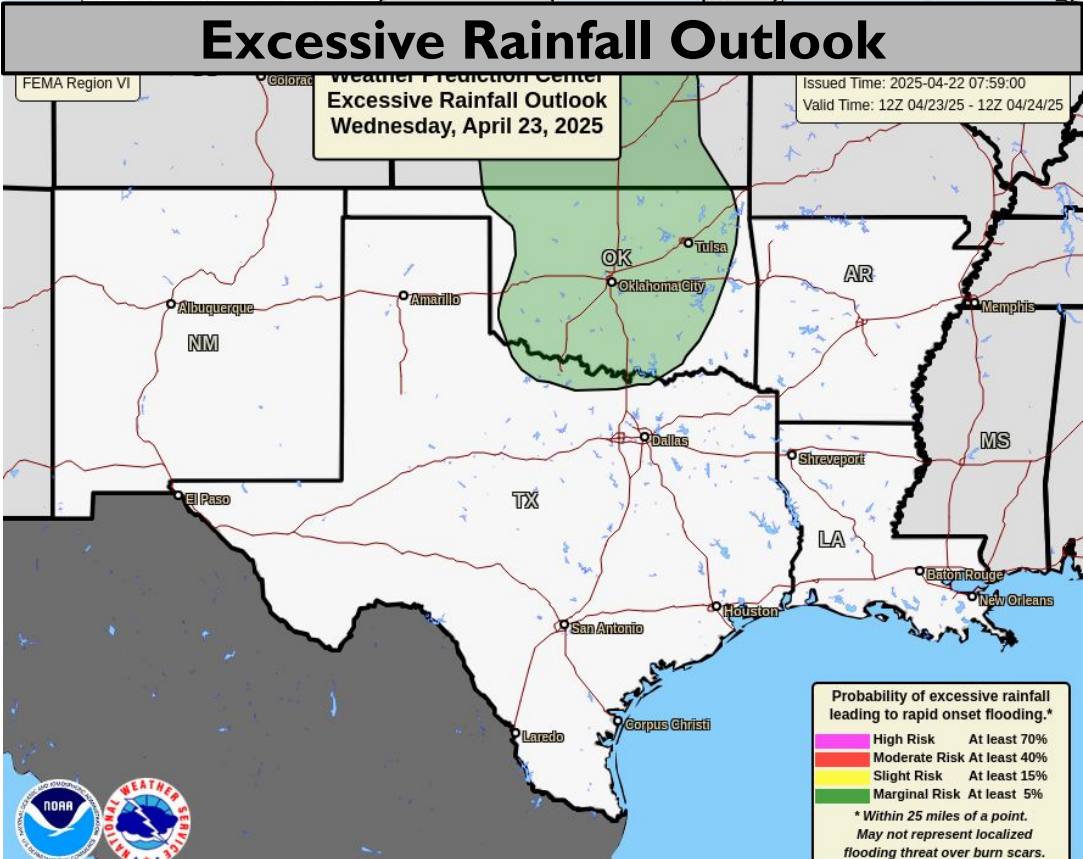 Excessive Rainfall Outlook
FEMA Region VI
Weather Prediction Center
Excessive Rainfall Outlook
Wednesday, April 23, 2025
Issued Time: 2025-04-22 07:59:00
Valid Time: 12Z 04/23/25 - 12Z 04/24/25
Tulsa
OK
Oklahoma City
AR
Albuquerque
Amarillo
Memphis
NM
Dallas
MS
Shreveport
El Paso
TX
LA
Baton Rouge
New Orleans
Houston
San Antonio
Corpus Christi
Laredo
Probability of excessive rainfall
leading to rapid onset flooding.*
High Risk At least 70%
Moderate Risk At least 40%
Slight Risk At least 15%
Marginal Risk At least 5%
* Within 25 miles of a point.
May not represent localized
flooding threat over burn scars.
NOAA
NATIONAL WEATHER SERVICE